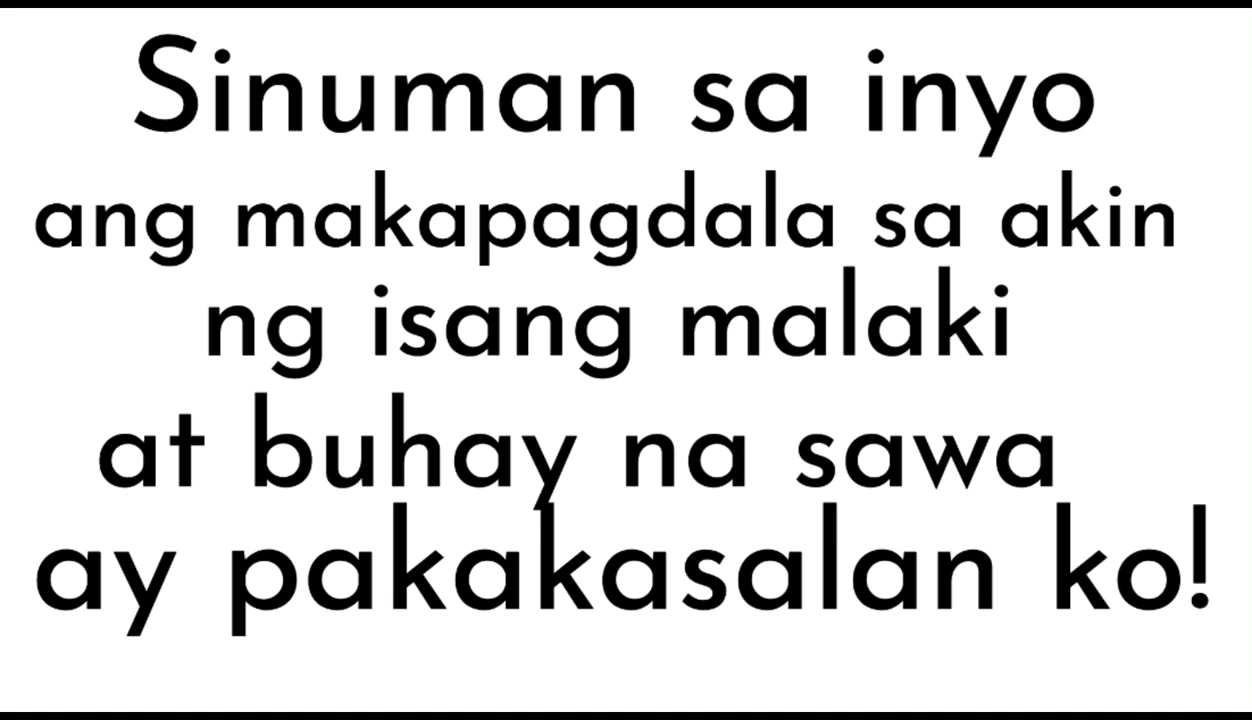 Sinuman sa inyo
ang makapagdala sa akin
ng isang malaki
at buhay na sawa
ay pakakasalan ko!